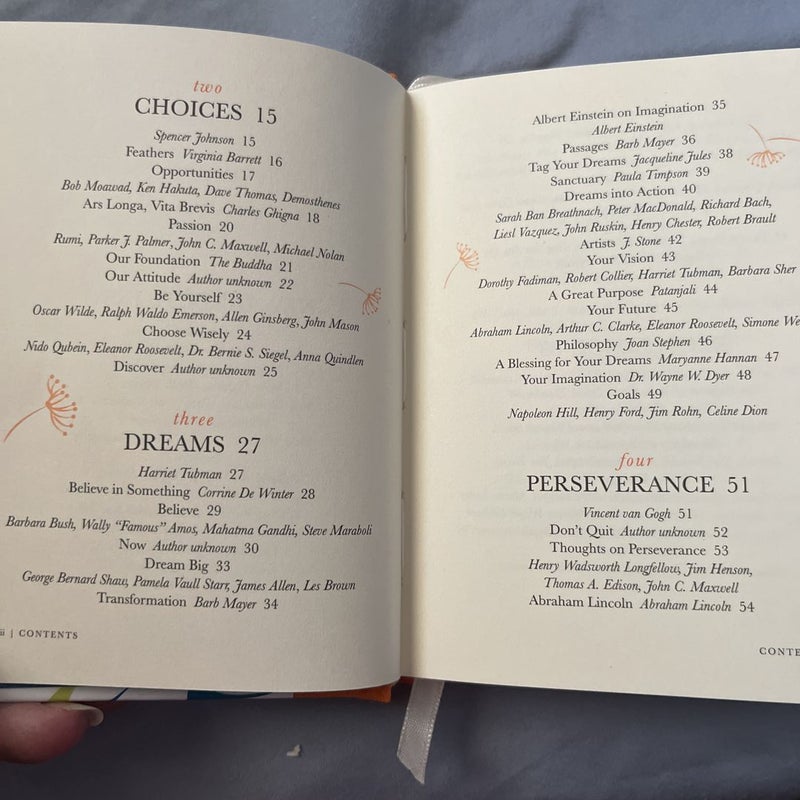 two
CHOICES 15
Spencer Johnson 15
Feathers Virginia Barrett 16
Opportunities 17
Bob Moawad, Ken Hakuta, Dave Thomas, Demosthenes
Ars Longa, Vita Brevis Charles Ghigna 18
Passion 20
Rumi, Parker J. Palmer, John C. Maxwell, Michael Nolan
Our Foundation The Buddha 21
Our Attitude Author unknown 22
Be Yourself 23
Oscar Wilde, Ralph Waldo Emerson, Allen Ginsberg, John Mason
Choose Wisely 24
Nido Qubein, Eleanor Roosevelt, Dr. Bernie S. Siegel, Anna Quindlen
Discover Author unknown 25
three
DREAMS 27
Harriet Tubman 27
Believe in Something Corrine De Winter 28
Believe 29
Barbara Bush, Wally “Famous” Amos, Mahatma Gandhi, Steve Maraboli
Now Author unknown 30
Dream Big 33
George Bernard Shaw, Pamela Vaull Starr, James Allen, Les Brown
Transformation Barb Mayer 34
ii | CONTENTS
Albert Einstein on Imagination 35
Albert Einstein
Passages Barb Mayer 36
Tag Your Dreams Jacqueline Jules 38
Sanctuary Paula Timpson 39
Dreams into Action 40
Sarah Ban Breathnach, Peter MacDonald, Richard Bach,
Liesl Vazquez, John Ruskin, Henry Chester, Robert Brault
Artists J. Stone 42
Your Vision 43
Dorothy Fadiman, Robert Collier, Harriet Tubman, Barbara Sher
A Great Purpose Patanjali 44
Your Future 45
Abraham Lincoln, Arthur C. Clarke, Eleanor Roosevelt, Simone We
Philosophy Joan Stephen 46
A Blessing for Your Dreams Maryanne Hannan 47
Your Imagination Dr. Wayne W. Dyer 48
Goals 49
Napoleon Hill, Henry Ford, Jim Rohn, Celine Dion
four
PERSEVERANCE 51
Vincent van Gogh 51
Don’t Quit Author unknown 52
Thoughts on Perseverance 53
Henry Wadsworth Longfellow, Jim Henson,
Thomas A. Edison, John C. Maxwell
Abraham Lincoln Abraham Lincoln 54
CONTE